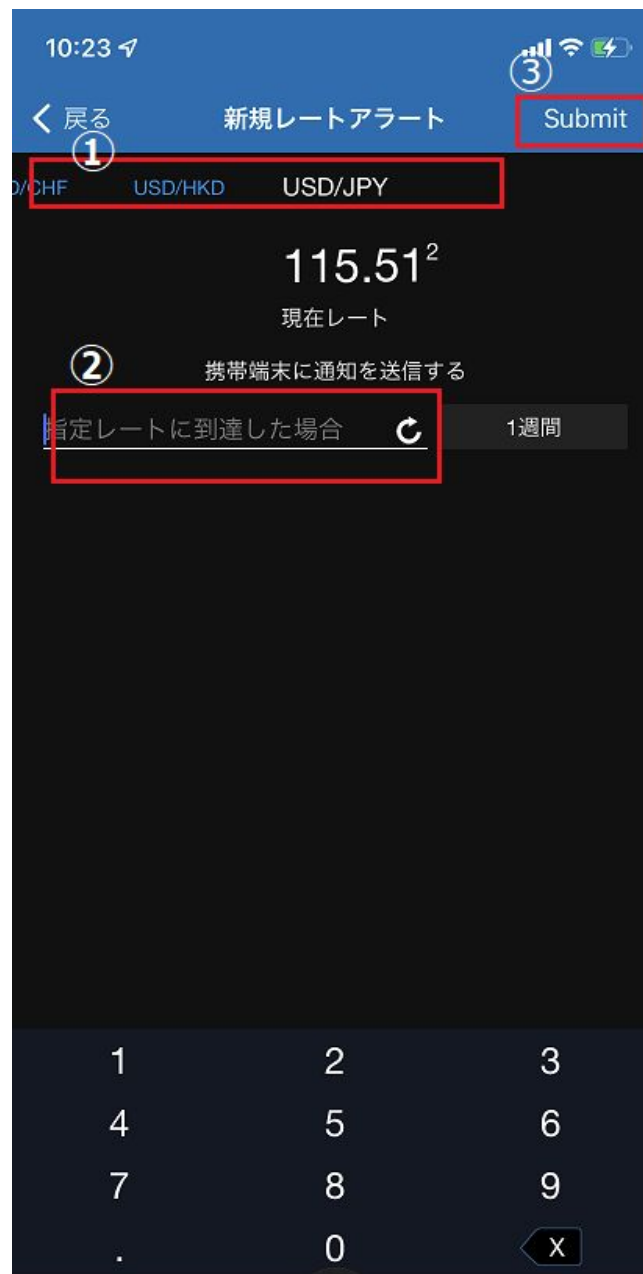 10:23
③
戻る 新規レートアラート Submit
①
D/CHF USD/HKD USD/JPY
115.51²
現在レート
②
携帯端末に通知を送信する
指定レートに到達した場合 1週間
1 2 3
4 5 6
7 8 9
. 0 X